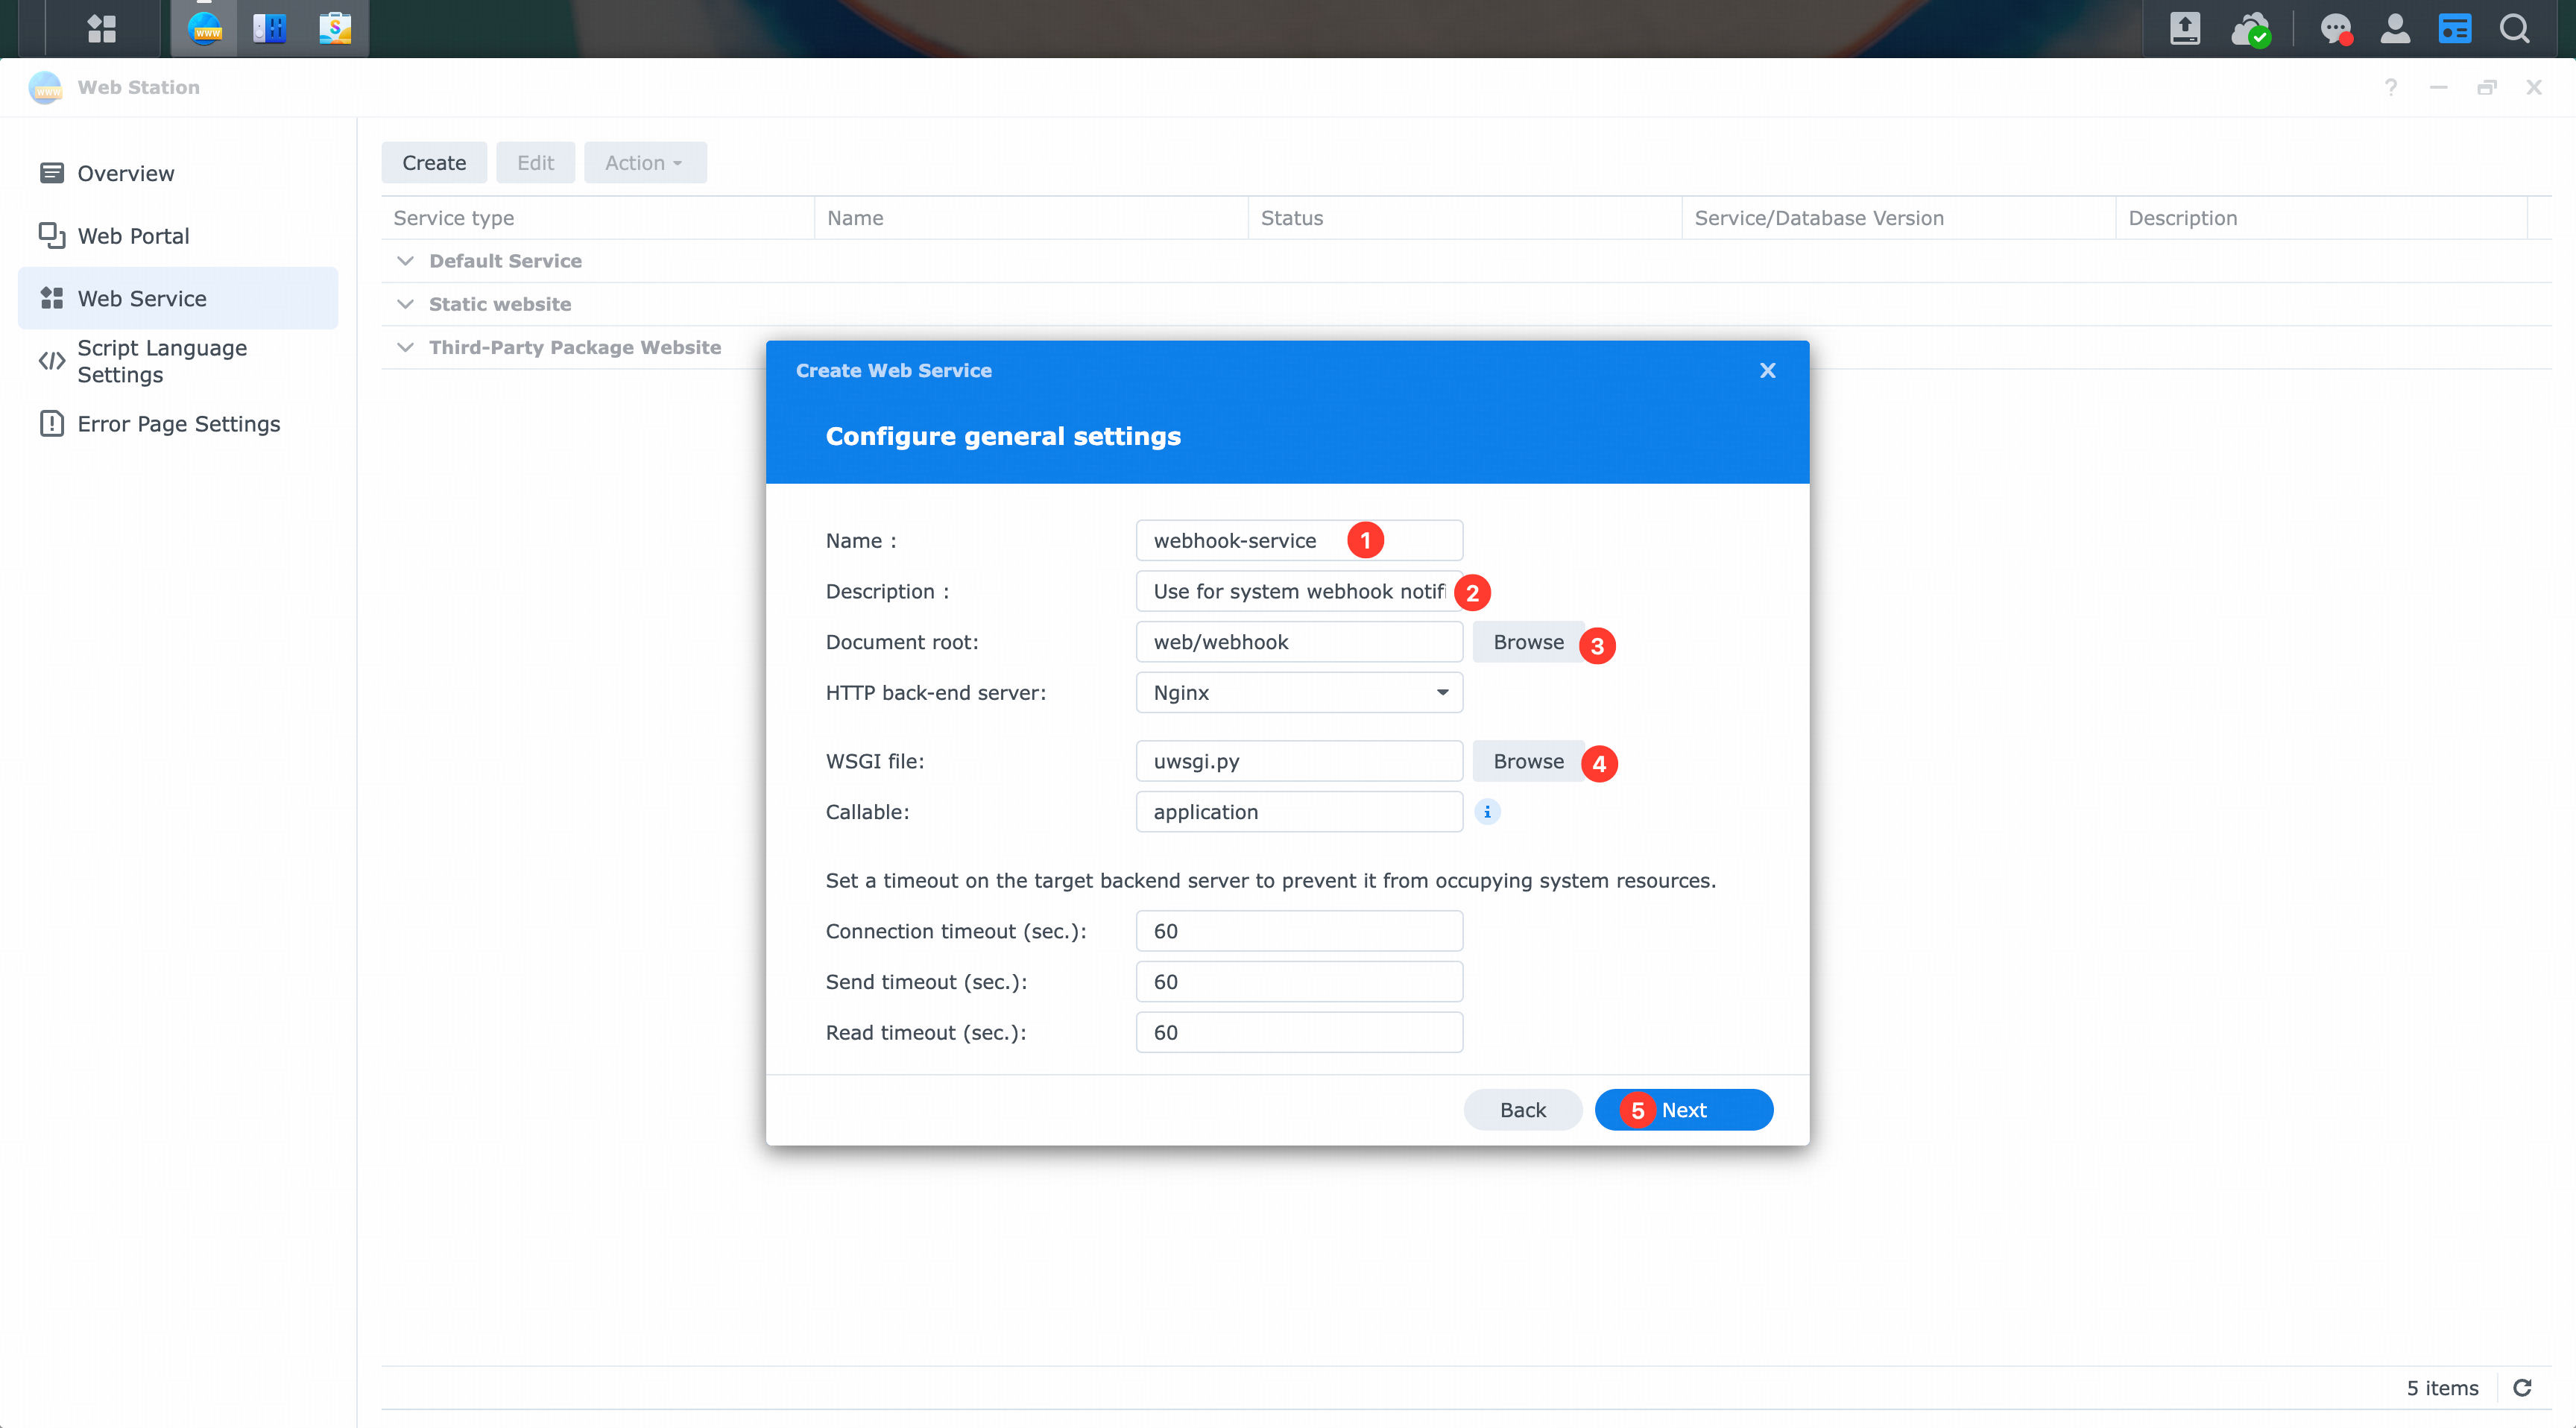 Web Station
?
Overview
Web Portal
Web Service
Script Language
Settings
Error Page Settings
Create Edit Action
Service type Name Status Service/Database Version Description
Default Service
Static website
Third-Party Package Website
Create Web Service
Configure general settings
Name : webhook-service 1
Description : Use for system webhook notif 2
Document root: web/webhook Browse 3
HTTP back-end server: Nginx
WSGI file: uwsgi.py Browse 4
Callable: application i
Set a timeout on the target backend server to prevent it from occupying system resources.
Connection timeout (sec.): 60
Send timeout (sec.): 60
Read timeout (sec.): 60
Back 5 Next
5 items